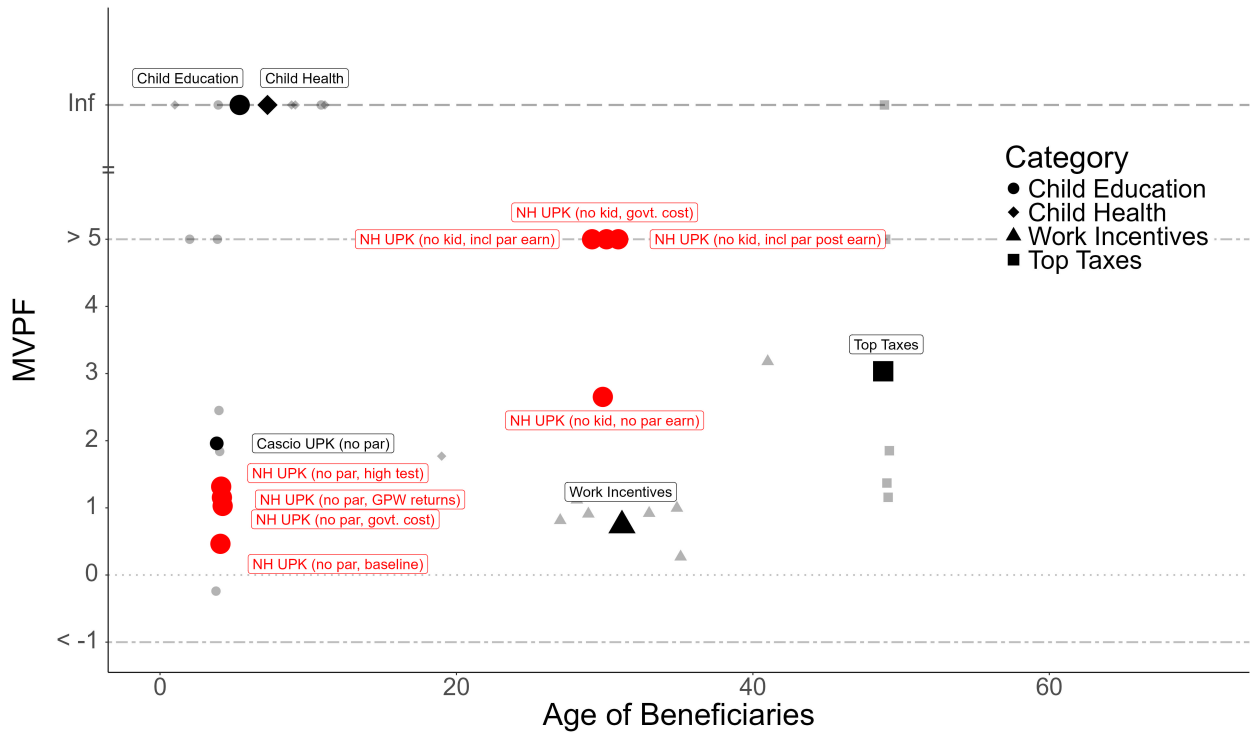 Child Education
Child Health
Inf
Category
Child Education
Child Health
Work Incentives
Top Taxes
NH UPK (no kid, govt. cost)
> 5
NH UPK (no kid, incl par earn)
NH UPK (no kid, incl par post earn)
4
MVPF
Top Taxes
3
NH UPK (no kid, no par earn)
2
Cascio UPK (no par)
NH UPK (no par, high test)
Work Incentives
NH UPK (no par, GPW returns)
1
NH UPK (no par, govt. cost)
NH UPK (no par, baseline)
0
< -1
0
20
40
60
Age of Beneficiaries